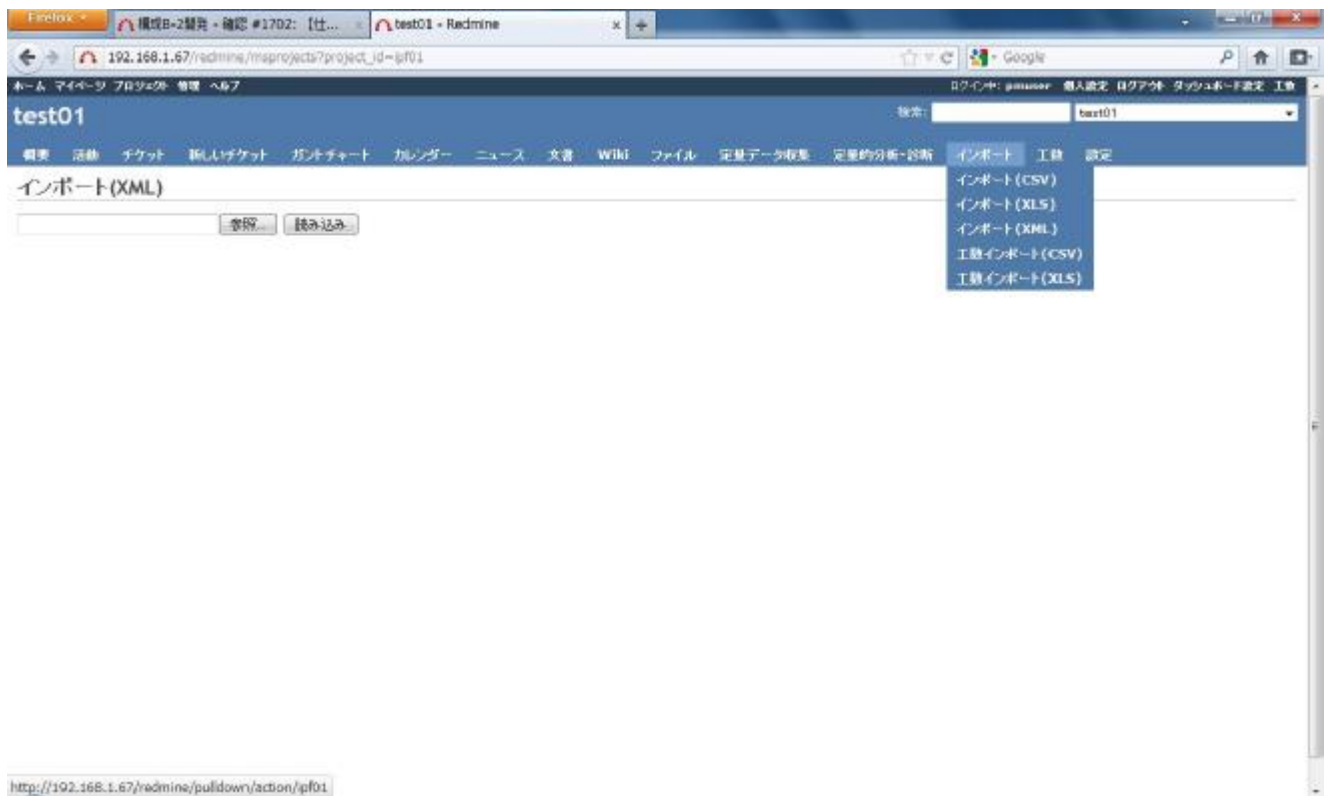 Firefox
構成B-2開発 - 確認 #1702: 【仕...
test01 - Redmine
192.168.1.67/redmine/msprojects?project_id=ipf01
Google
ホーム マイページ プロジェクト 管理 ヘルプ
ログイン中: pmuser 個人設定 ログアウト ダッシュボード設定 工数
test01
検索:
test01
概要 活動 チケット 新しいチケット ガントチャート カレンダー ニュース 文書 Wiki ファイル 定量データ収集 定量的分析・診断 インポート 工数 設定
インポート(CSV)
インポート(XLS)
インポート(XML)
工数インポート(CSV)
工数インポート(XLS)
インポート(XML)
参照... 読み込み
http://192.168.1.67/redmine/pulldown/action/ipf01